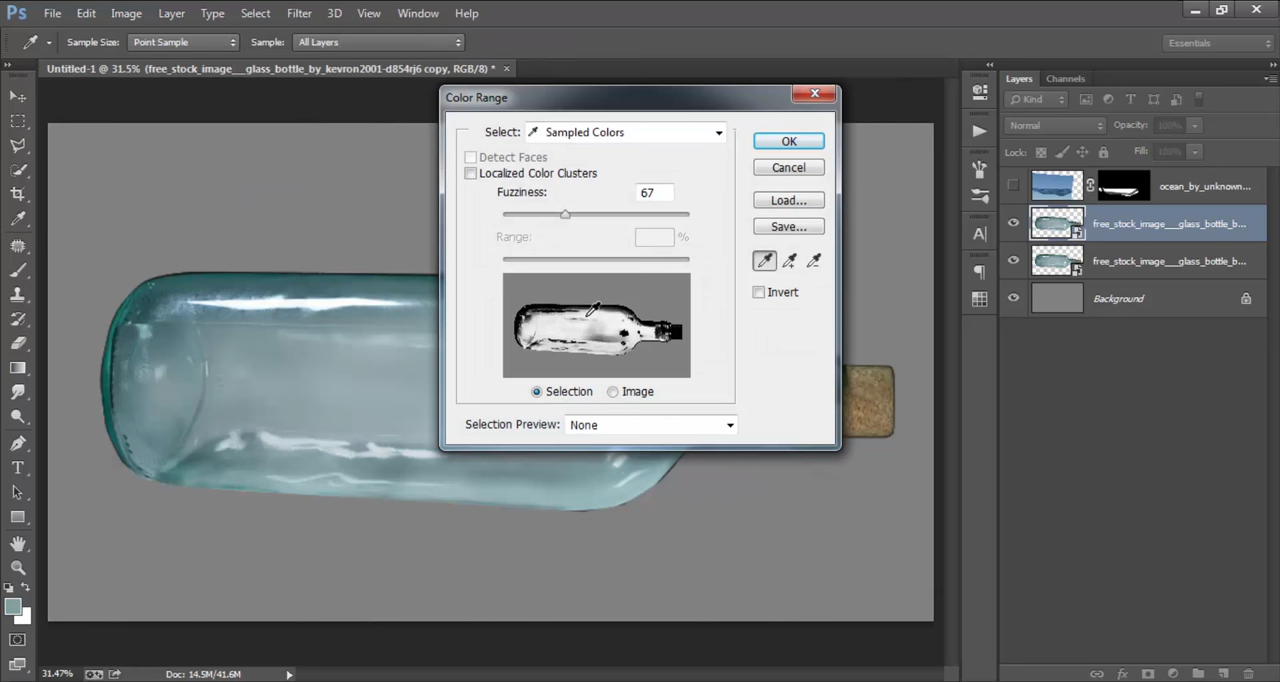 Ps File Edit Image Layer Type Select Filter 3D View Window Help
Sample Size: Point Sample Sample: All Layers Essentials
Untitled-1 @ 31.5% (free_stock_image___glass_bottle_by_kevron2001-d854rj6 copy, RGB/8) * ×
Color Range
Select: Sampled Colors
Detect Faces
Localized Color Clusters
Fuzziness: 67
Range: %
Selection Image
Selection Preview: None
OK
Cancel
Load...
Save...
Invert
Layers Channels
Kind
Normal Opacity: 100%
Lock: Fill: 100%
ocean_by_unknown...
free_stock_image___glass_bottle_b...
free_stock_image___glass_bottle_b...
Background
31.47% Doc: 14.5M/41.6M